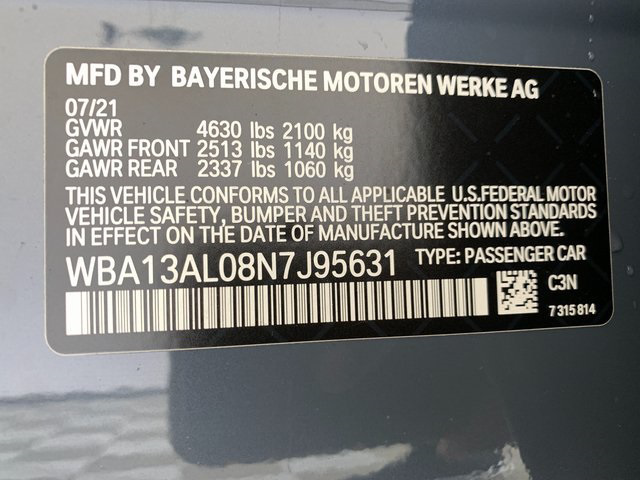 MFD BY BAYERISCHE MOTOREN WERKE AG
07/21
GVWR 4630 lbs 2100 kg
GAWR FRONT 2513 lbs 1140 kg
GAWR REAR 2337 lbs 1060 kg
THIS VEHICLE CONFORMS TO ALL APPLICABLE U.S.FEDERAL MOTOR
VEHICLE SAFETY, BUMPER AND THEFT PREVENTION STANDARDS
IN EFFECT ON THE DATE OF MANUFACTURE SHOWN ABOVE.
WBA13AL08N7J95631 TYPE: PASSENGER CAR
C3N
7 315 814